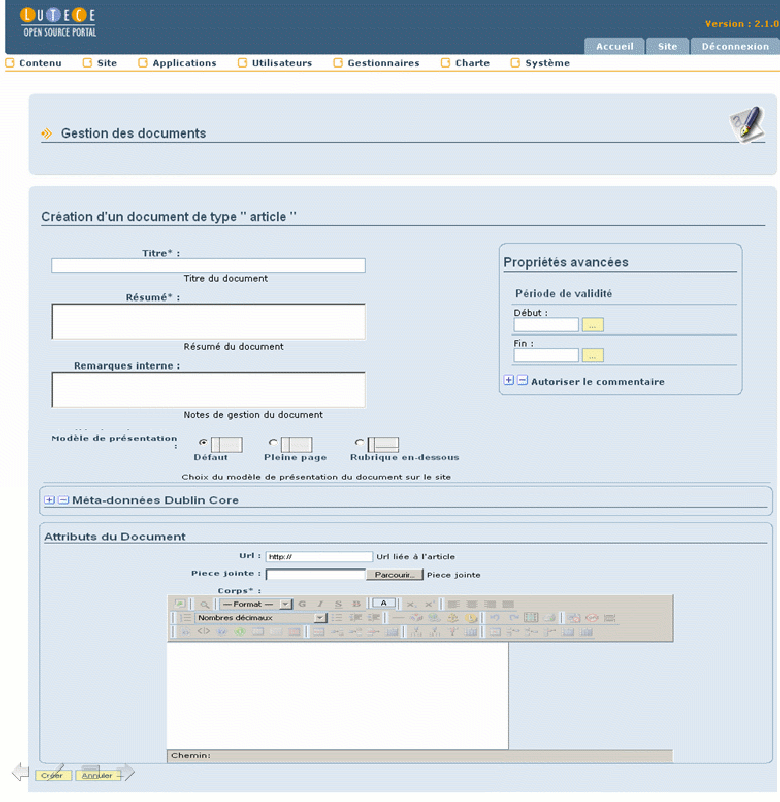 LUTECE
OPEN SOURCE PORTAL
Version : 2.1.0
Accueil Site Déconnexion
Contenu Site Applications Utilisateurs Gestionnaires Charte Système
Gestion des documents
Création d'un document de type " article ''
Titre* :
Titre du document
Résumé* :
Résumé du document
Remarques interne :
Notes de gestion du document
Modèle de présentation :
Défaut Pleine page Rubrique en-dessous
Choix du modèle de présentation du document sur le site
Propriétés avancées
Période de validité
Début :
...
Fin :
...
Autoriser le commentaire
Méta-données Dublin Core
Attributs du Document
Url : http:// Url liée à l'article
Piece jointe : Parcourir... Piece jointe
Corps* :
— Format — G I S B A
Nombres décimaux
Chemin:
Créer Annuler